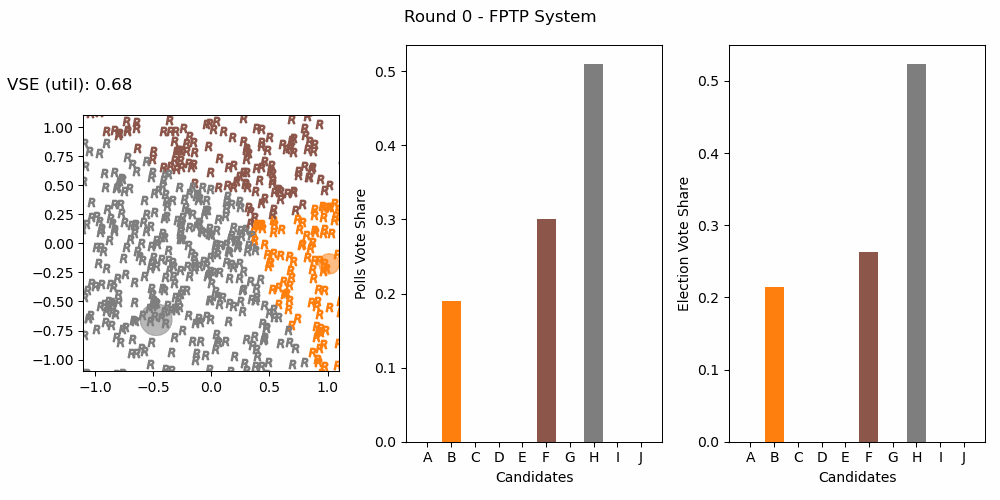 Round 0 - FPTP System
VSE (util): 0.68
1.00
0.75
0.50
0.25
0.00
−0.25
−0.50
−0.75
−1.00
−1.0 −0.5 0.0 0.5 1.0
Polls Vote Share
0.5
0.4
0.3
0.2
0.1
0.0
A B C D E F G H I J
Candidates
Election Vote Share
0.5
0.4
0.3
0.2
0.1
0.0
A B C D E F G H I J
Candidates